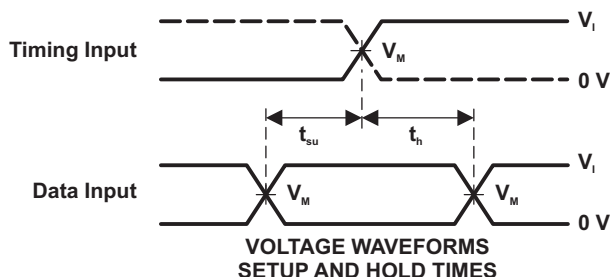 V_I
Timing Input
V_M
0 V
t_su
t_h
V_I
Data Input
V_M
V_M
0 V
VOLTAGE WAVEFORMS
SETUP AND HOLD TIMES